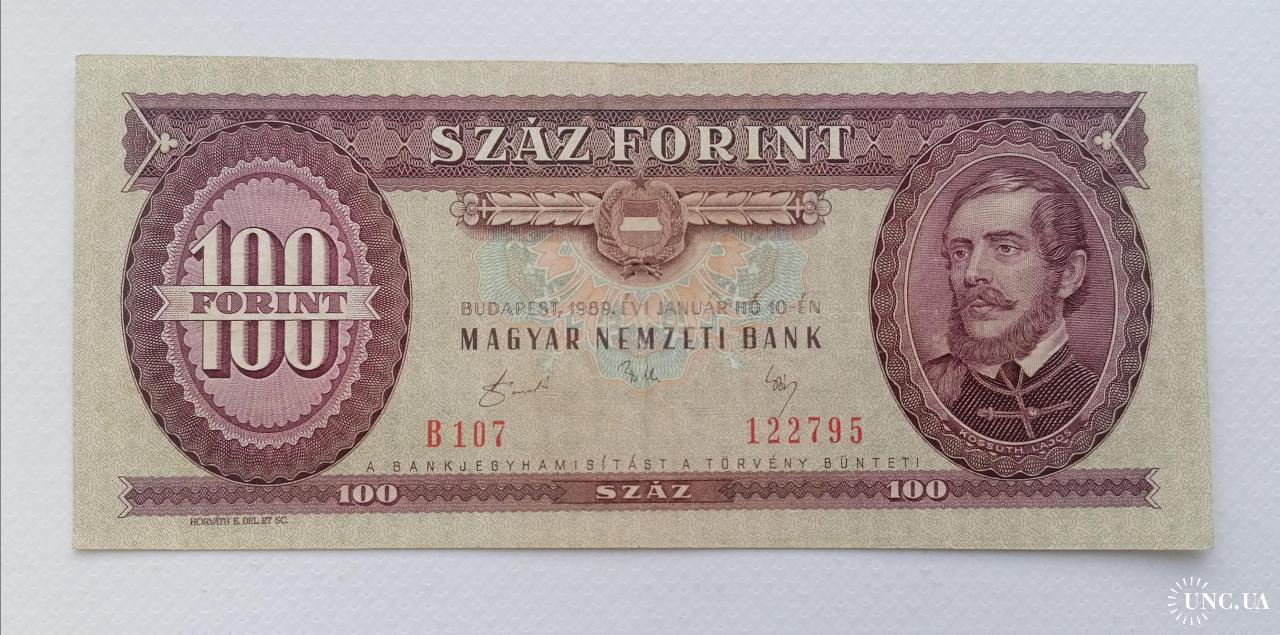 SZÁZ FORINT
100
FORINT
BUDAPEST, 1989. ÉVI JANUÁR HÓ 10-ÉN
MAGYAR NEMZETI BANK
B 107
122795
KOSSUTH LAJOS
A BANKJEGYHAMISÍTÁST A TÖRVÉNY BÜNTETI
100
SZÁZ
100
HORVÁTH E. DEL. ET SC.
UNC.UA